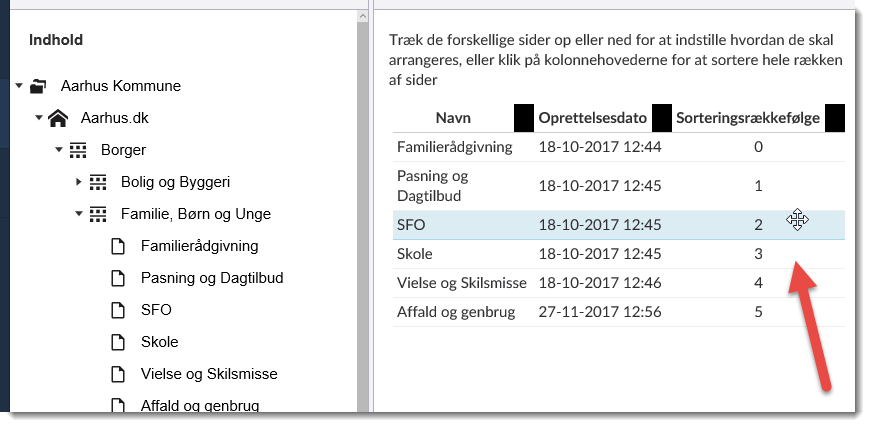 Indhold
Aarhus Kommune
Aarhus.dk
Borger
Bolig og Byggeri
Familie, Børn og Unge
Familierådgivning
Pasning og Dagtilbud
SFO
Skole
Vielse og Skilsmisse
Affald og genbrug
Træk de forskellige sider op eller ned for at indstille hvordan de skal
arrangeres, eller klik på kolonnehovederne for at sortere hele rækken
af sider
Navn Oprettelsesdato Sorteringsrækkefølge
Familierådgivning 18-10-2017 12:44 0
Pasning og
Dagtilbud 18-10-2017 12:45 1
SFO 18-10-2017 12:45 2
Skole 18-10-2017 12:45 3
Vielse og Skilsmisse 18-10-2017 12:46 4
Affald og genbrug 27-11-2017 12:56 5